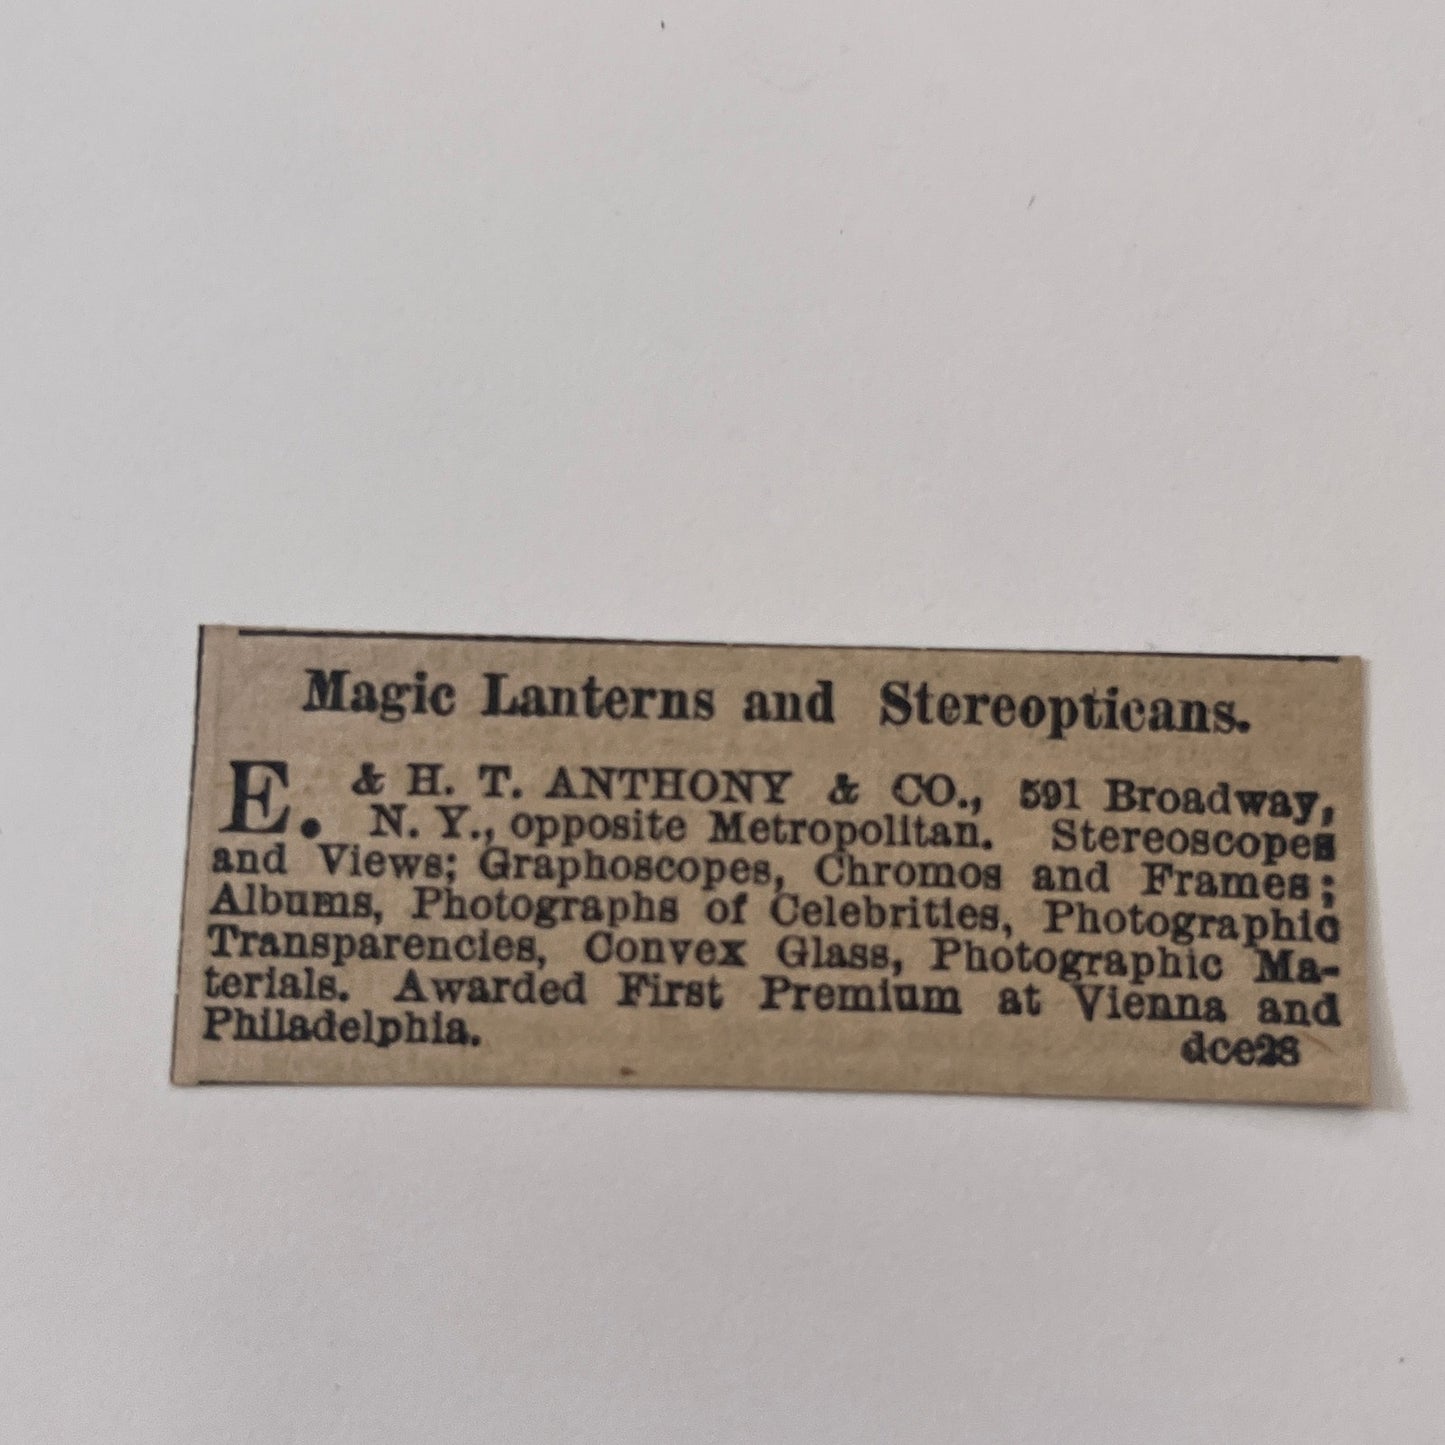 Magic Lanterns and Stereopticans.
E. & H. T. ANTHONY & CO., 591 Broadway,
N. Y., opposite Metropolitan. Stereoscopes
and Views; Graphoscopes, Chromos and Frames;
Albums, Photographs of Celebrities, Photographic
Transparencies, Convex Glass, Photographic Ma-
terials. Awarded First Premium at Vienna and
Philadelphia.
dce28